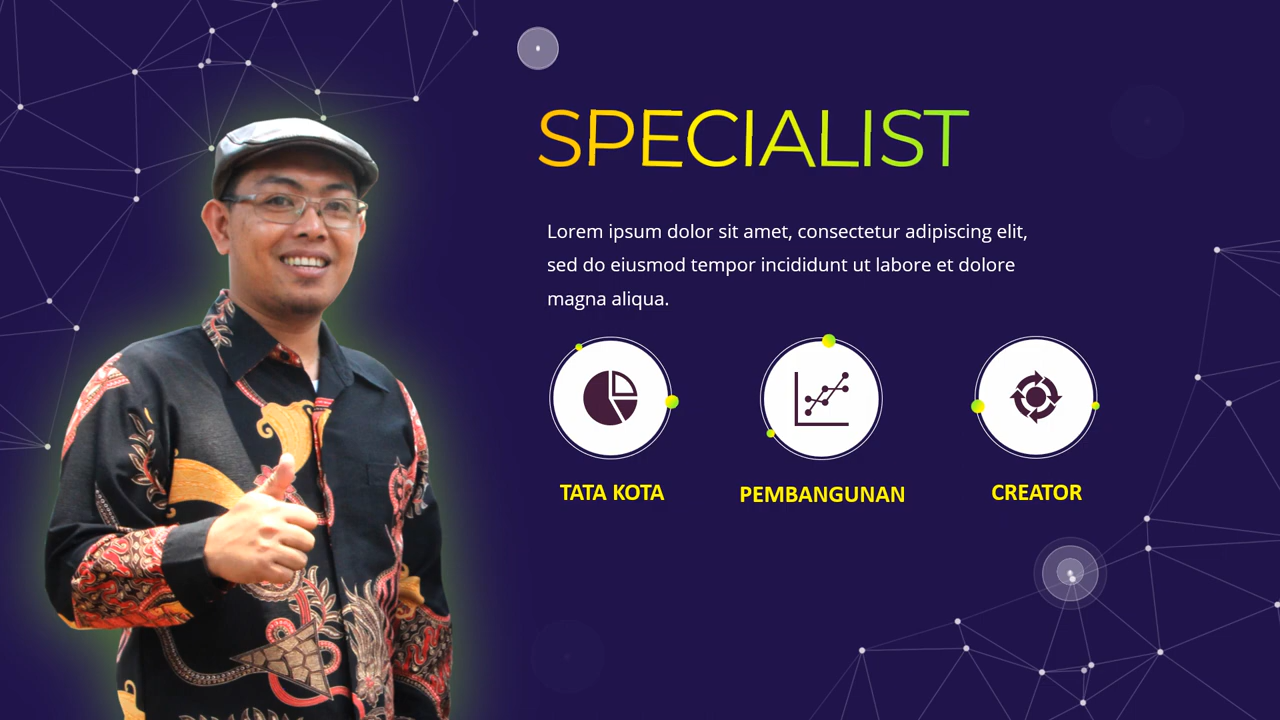 SPECIALIST
Lorem ipsum dolor sit amet, consectetur adipiscing elit,
sed do eiusmod tempor incididunt ut labore et dolore
magna aliqua.
TATA KOTA
PEMBANGUNAN
CREATOR